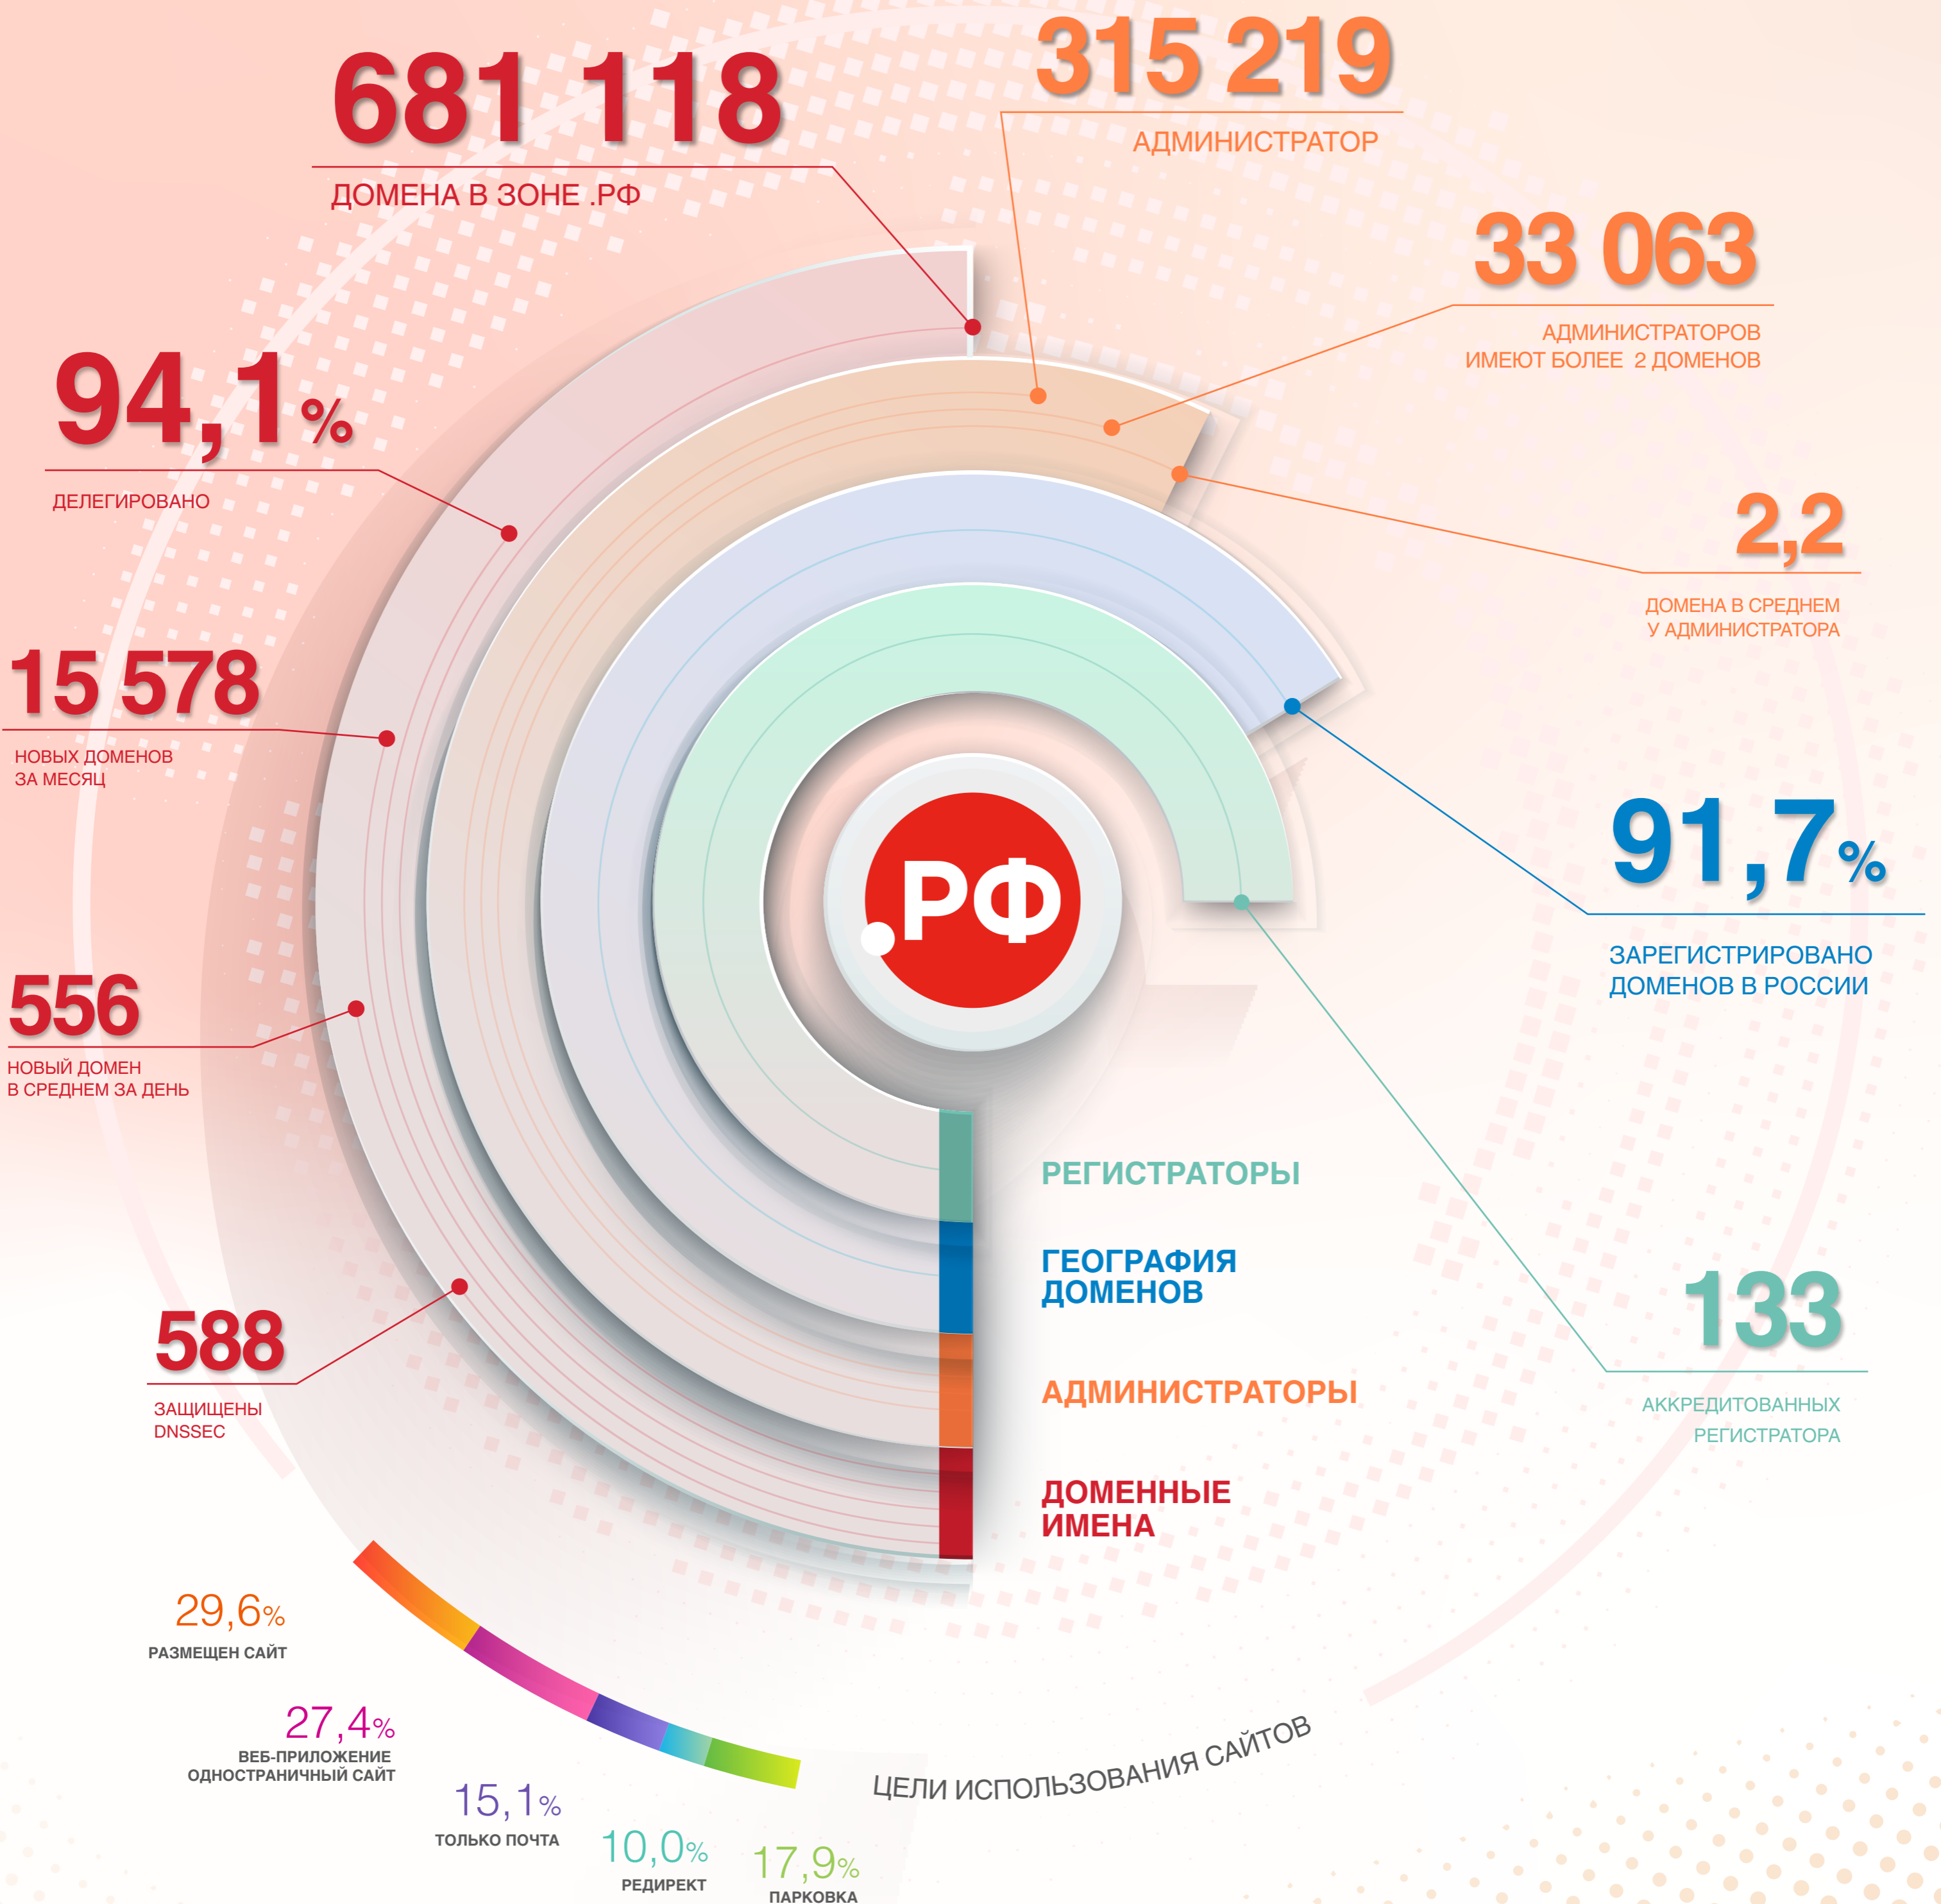 681 118
ДОМЕНА В ЗОНЕ .РФ
315 219
АДМИНИСТРАТОР
33 063
АДМИНИСТРАТОРОВ
ИМЕЮТ БОЛЕЕ 2 ДОМЕНОВ
94,1%
ДЕЛЕГИРОВАНО
2,2
ДОМЕНА В СРЕДНЕМ
У АДМИНИСТРАТОРА
15 578
НОВЫХ ДОМЕНОВ
ЗА МЕСЯЦ
91,7%
ЗАРЕГИСТРИРОВАНО
ДОМЕНОВ В РОССИИ
.РФ
556
НОВЫЙ ДОМЕН
В СРЕДНЕМ ЗА ДЕНЬ
РЕГИСТРАТОРЫ
ГЕОГРАФИЯ
ДОМЕНОВ
АДМИНИСТРАТОРЫ
ДОМЕННЫЕ
ИМЕНА
133
АККРЕДИТОВАННЫХ
РЕГИСТРАТОРА
588
ЗАЩИЩЕНЫ
DNSSEC
29,6%
РАЗМЕЩЕН САЙТ
27,4%
ВЕБ-ПРИЛОЖЕНИЕ
ОДНОСТРАНИЧНЫЙ САЙТ
15,1%
ТОЛЬКО ПОЧТА
10,0%
РЕДИРЕКТ
17,9%
ПАРКОВКА
ЦЕЛИ ИСПОЛЬЗОВАНИЯ САЙТОВ